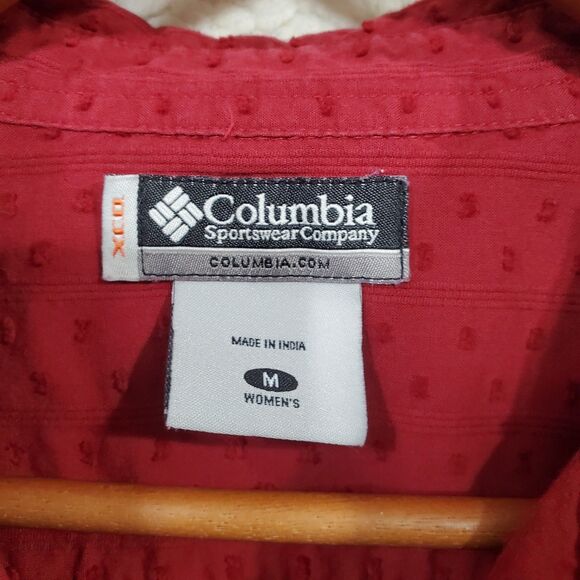 XCO
Columbia
Sportswear Company
COLUMBIA.COM
MADE IN INDIA
M
WOMEN'S